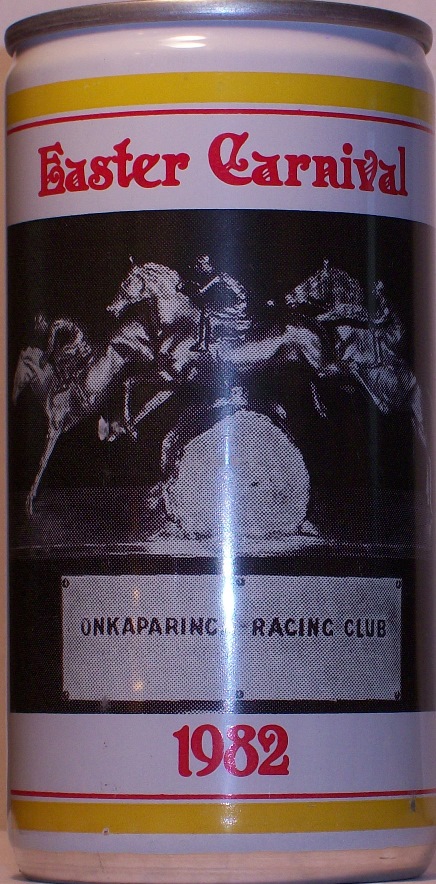 Easter Carnival
ONKAPARINGA RACING CLUB
1982